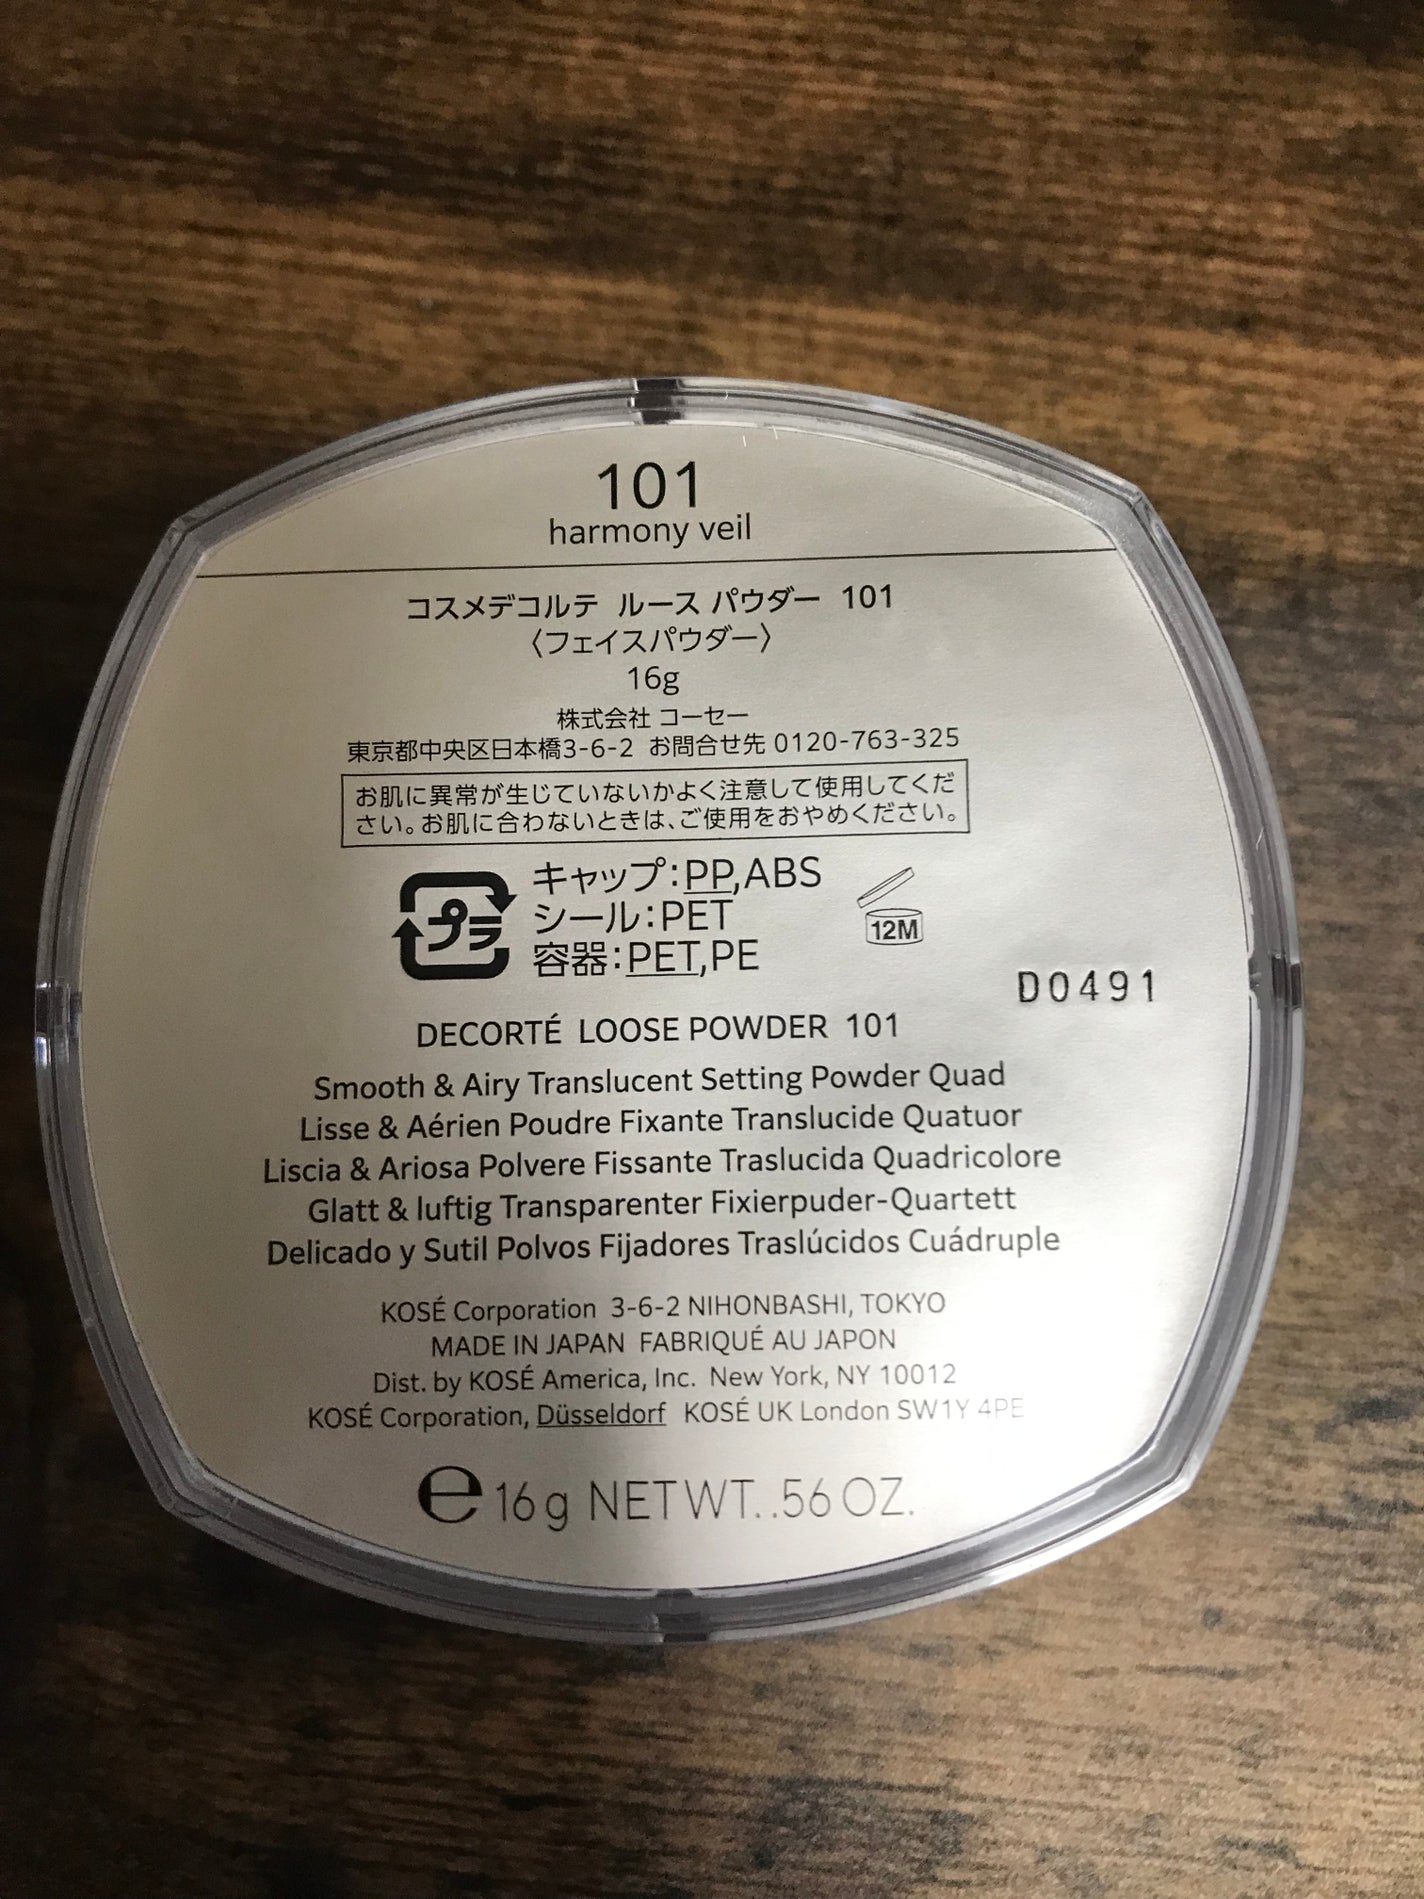 101
harmony veil
コスメデコルテ ルース パウダー 101
〈フェイスパウダー〉
16g
株式会社 コーセー
東京都中央区日本橋3-6-2 お問合せ先 0120-763-325
お肌に異常が生じていないかよく注意して使用してくだ
さい。お肌に合わないときは、ご使用をおやめください。
プラ
キャップ:PP,ABS
シール:PET
容器:PET,PE
12M
D0491
DECORTÉ LOOSE POWDER 101
Smooth & Airy Translucent Setting Powder Quad
Lisse & Aérien Poudre Fixante Translucide Quatuor
Liscia & Ariosa Polvere Fissante Traslucida Quadricolore
Glatt & luftig Transparenter Fixierpuder-Quartett
Delicado y Sutil Polvos Fijadores Traslúcidos Cuádruple
KOSÉ Corporation 3-6-2 NIHONBASHI, TOKYO
MADE IN JAPAN FABRIQUÉ AU JAPON
Dist. by KOSÉ America, Inc. New York, NY 10012
KOSÉ Corporation, Düsseldorf KOSÉ UK London SW1Y 4PE
e 16g NET WT. .56 OZ.